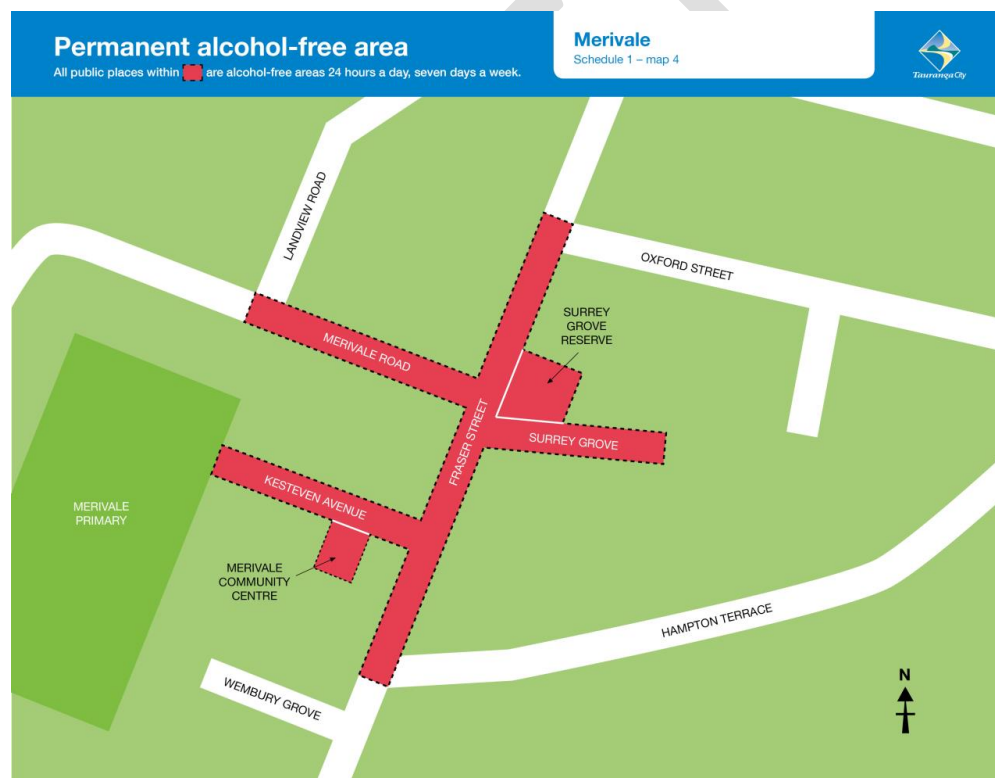 Permanent alcohol-free area
All public places within are alcohol-free areas 24 hours a day, seven days a week.
Merivale
Schedule 1 – map 4
Tauranga City
LANDVIEW ROAD
OXFORD STREET
SURREY
GROVE
RESERVE
MERIVALE ROAD
FRASER STREET
SURREY GROVE
KESTEVEN AVENUE
MERIVALE
PRIMARY
MERIVALE
COMMUNITY
CENTRE
HAMPTON TERRACE
WEMBURY GROVE
N